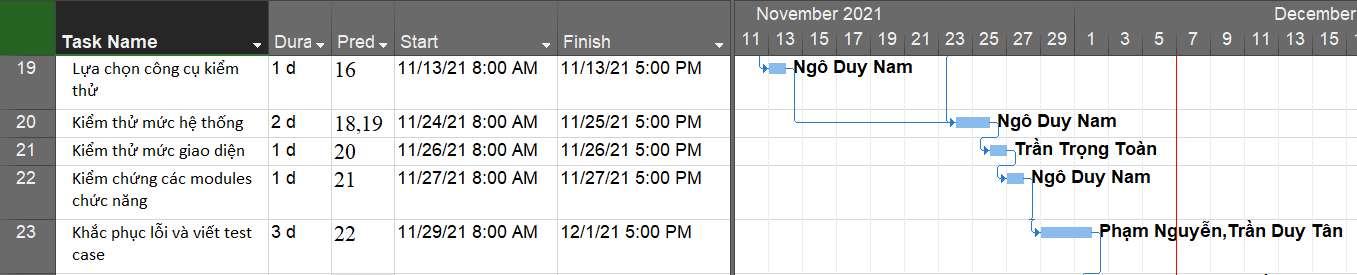 November 2021
December
Task Name Dura Pred Start Finish
11 13 15 17 19 21 23 25 27 29 1 3 5 7 9 11 13 15
19 Lựa chọn công cụ kiểm 1 d 16 11/13/21 8:00 AM 11/13/21 5:00 PM Ngô Duy Nam
thử
20 Kiểm thử mức hệ thống 2 d 18,19 11/24/21 8:00 AM 11/25/21 5:00 PM Ngô Duy Nam
21 Kiểm thử mức giao diện 1 d 20 11/26/21 8:00 AM 11/26/21 5:00 PM Trần Trọng Toàn
22 Kiểm chứng các modules 1 d 21 11/27/21 8:00 AM 11/27/21 5:00 PM Ngô Duy Nam
chức năng
23 Khắc phục lỗi và viết test 3 d 22 11/29/21 8:00 AM 12/1/21 5:00 PM Phạm Nguyễn,Trần Duy Tân
case